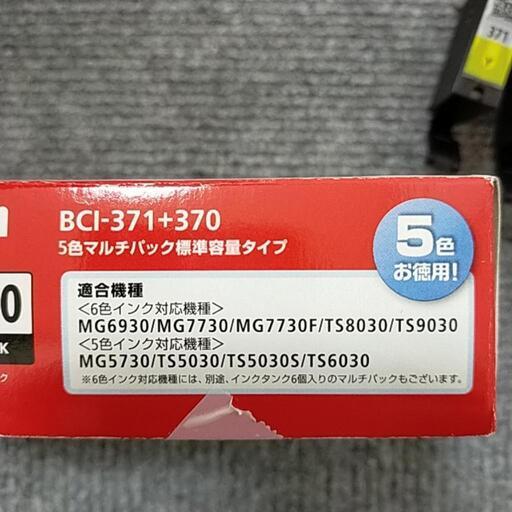 371
Y
BCI-371+370
5色マルチパック標準容量タイプ
5色
お徳用!
適合機種
<6色インク対応機種>
MG6930/MG7730/MG7730F/TS8030/TS9030
<5色インク対応機種>
MG5730/TS5030/TS5030S/TS6030
※6色インク対応機種には、別途、インクタンク6個入りのマルチパックもございます。
0
K
ク